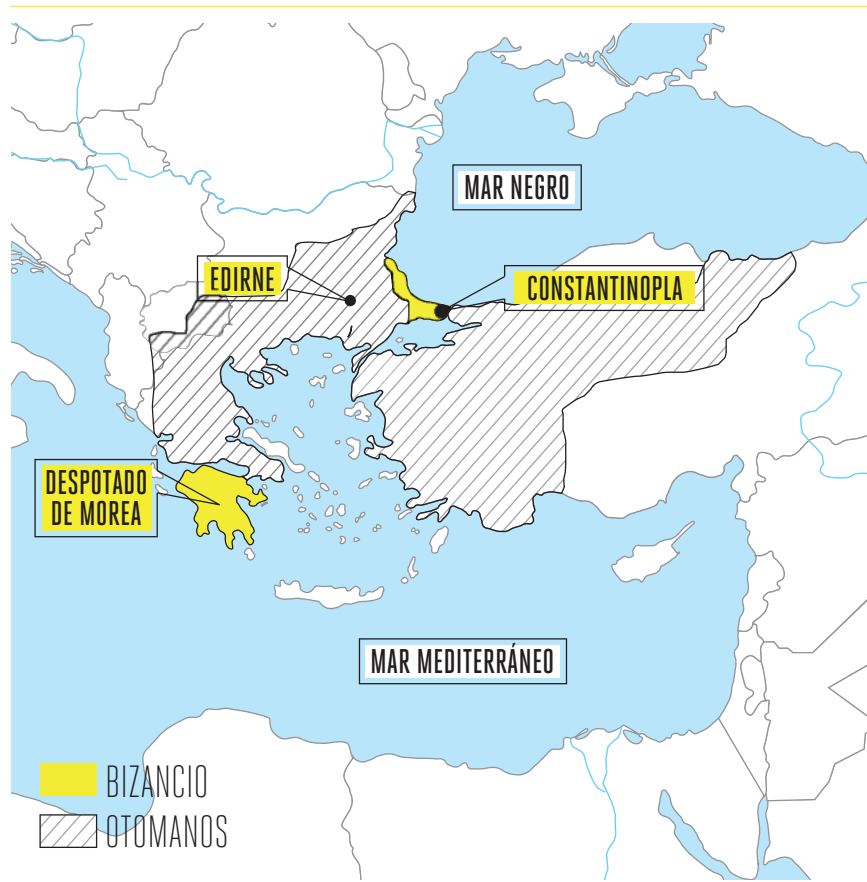 MAR NEGRO
EDIRNE
CONSTANTINOPLA
DESPOTADO
DE MOREA
MAR MEDITERRÁNEO
BIZANCIO
OTOMANOS